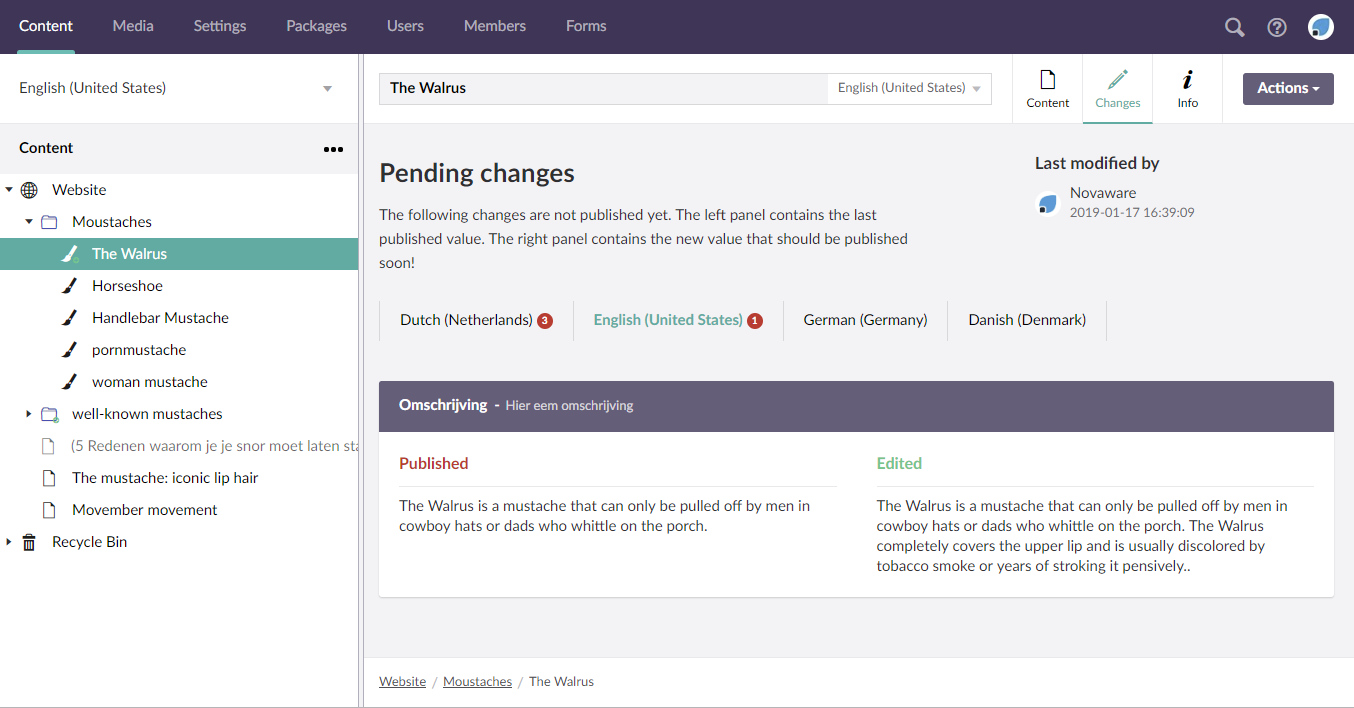 Content Media Settings Packages Users Members Forms
English (United States)
Content
Website
Moustaches
The Walrus
Horseshoe
Handlebar Mustache
pornmustache
woman mustache
well-known mustaches
(5 Redenen waarom je je snor moet laten sta
The mustache: iconic lip hair
Movember movement
Recycle Bin
The Walrus English (United States)
Content Changes Info Actions
Pending changes
The following changes are not published yet. The left panel contains the last
published value. The right panel contains the new value that should be published
soon!
Last modified by
Novaware
2019-01-17 16:39:09
Dutch (Netherlands) 3 English (United States) 1 German (Germany) Danish (Denmark)
Omschrijving - Hier eem omschrijving
Published
The Walrus is a mustache that can only be pulled off by men in
cowboy hats or dads who whittle on the porch.
Edited
The Walrus is a mustache that can only be pulled off by men in
cowboy hats or dads who whittle on the porch. The Walrus
completely covers the upper lip and is usually discolored by
tobacco smoke or years of stroking it pensively..
Website / Moustaches / The Walrus